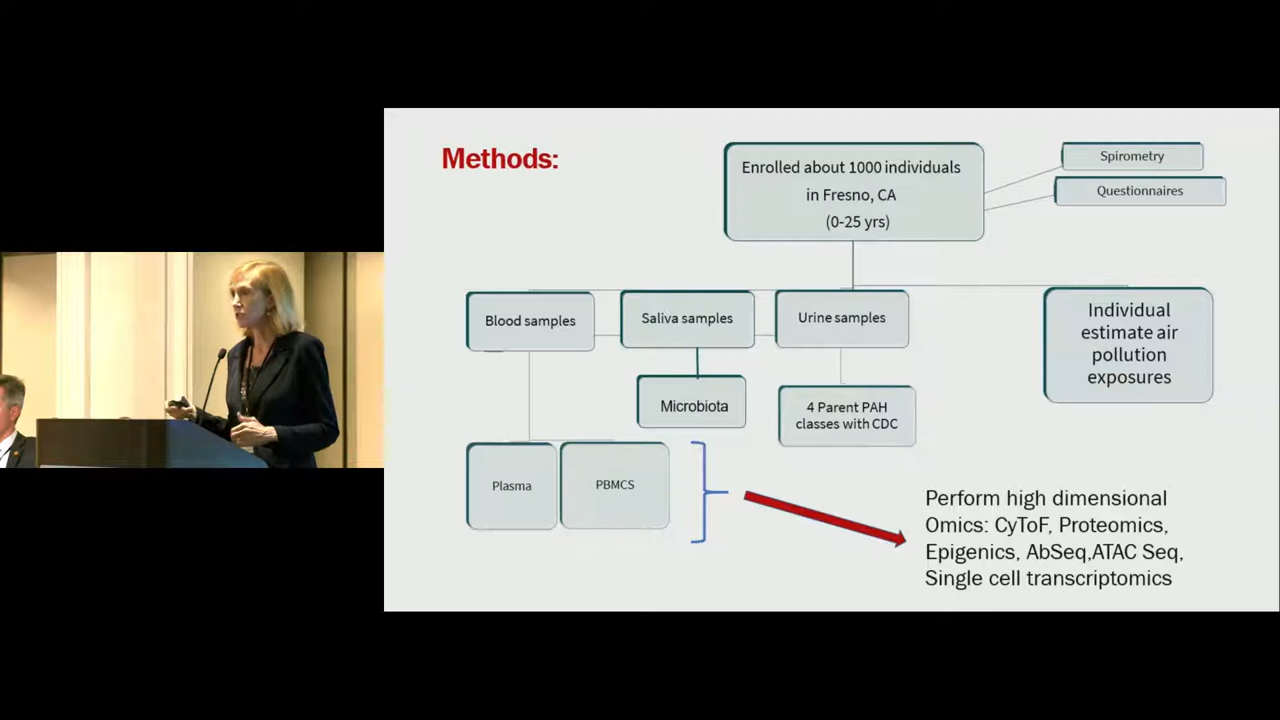 Methods:
Enrolled about 1000 individuals
in Fresno, CA
(0-25 yrs)
Spirometry
Questionnaires
Blood samples
Saliva samples
Urine samples
Individual
estimate air
pollution
exposures
Microbiota
4 Parent PAH
classes with CDC
Plasma
PBMCS
Perform high dimensional
Omics: CyToF, Proteomics,
Epigenics, AbSeq,ATAC Seq,
Single cell transcriptomics